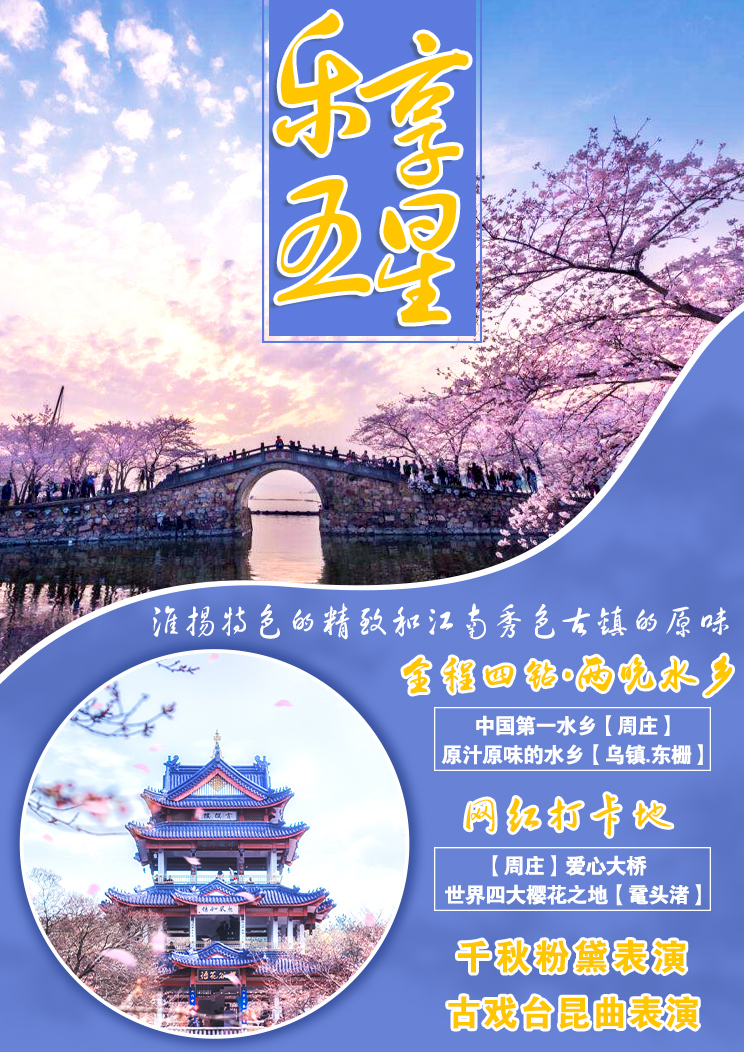 乐享
五星
淮扬特色的精致和江南秀色古镇的原味
全程四钻·两晚水乡
中国第一水乡【周庄】
原汁原味的水乡【乌镇.东栅】
网红打卡地
【周庄】爱心大桥
世界四大樱花之地【鼋头渚】
千秋粉黛表演
古戏台昆曲表演